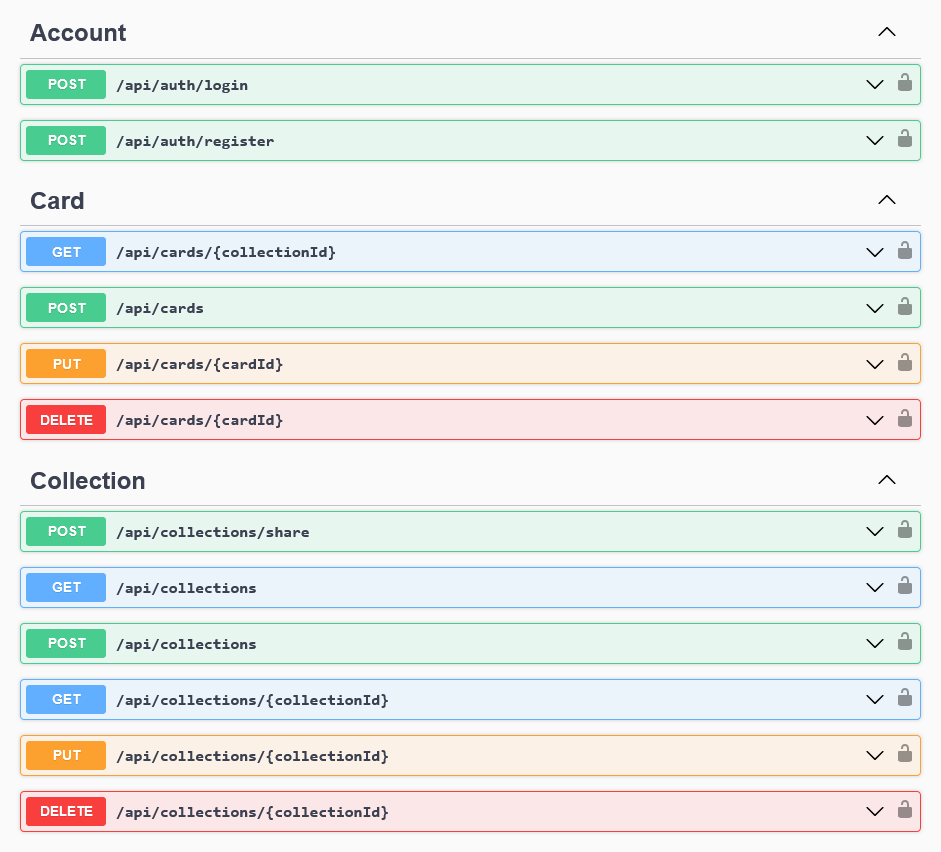 Account
POST /api/auth/login
POST /api/auth/register
Card
GET /api/cards/{collectionId}
POST /api/cards
PUT /api/cards/{cardId}
DELETE /api/cards/{cardId}
Collection
POST /api/collections/share
GET /api/collections
POST /api/collections
GET /api/collections/{collectionId}
PUT /api/collections/{collectionId}
DELETE /api/collections/{collectionId}